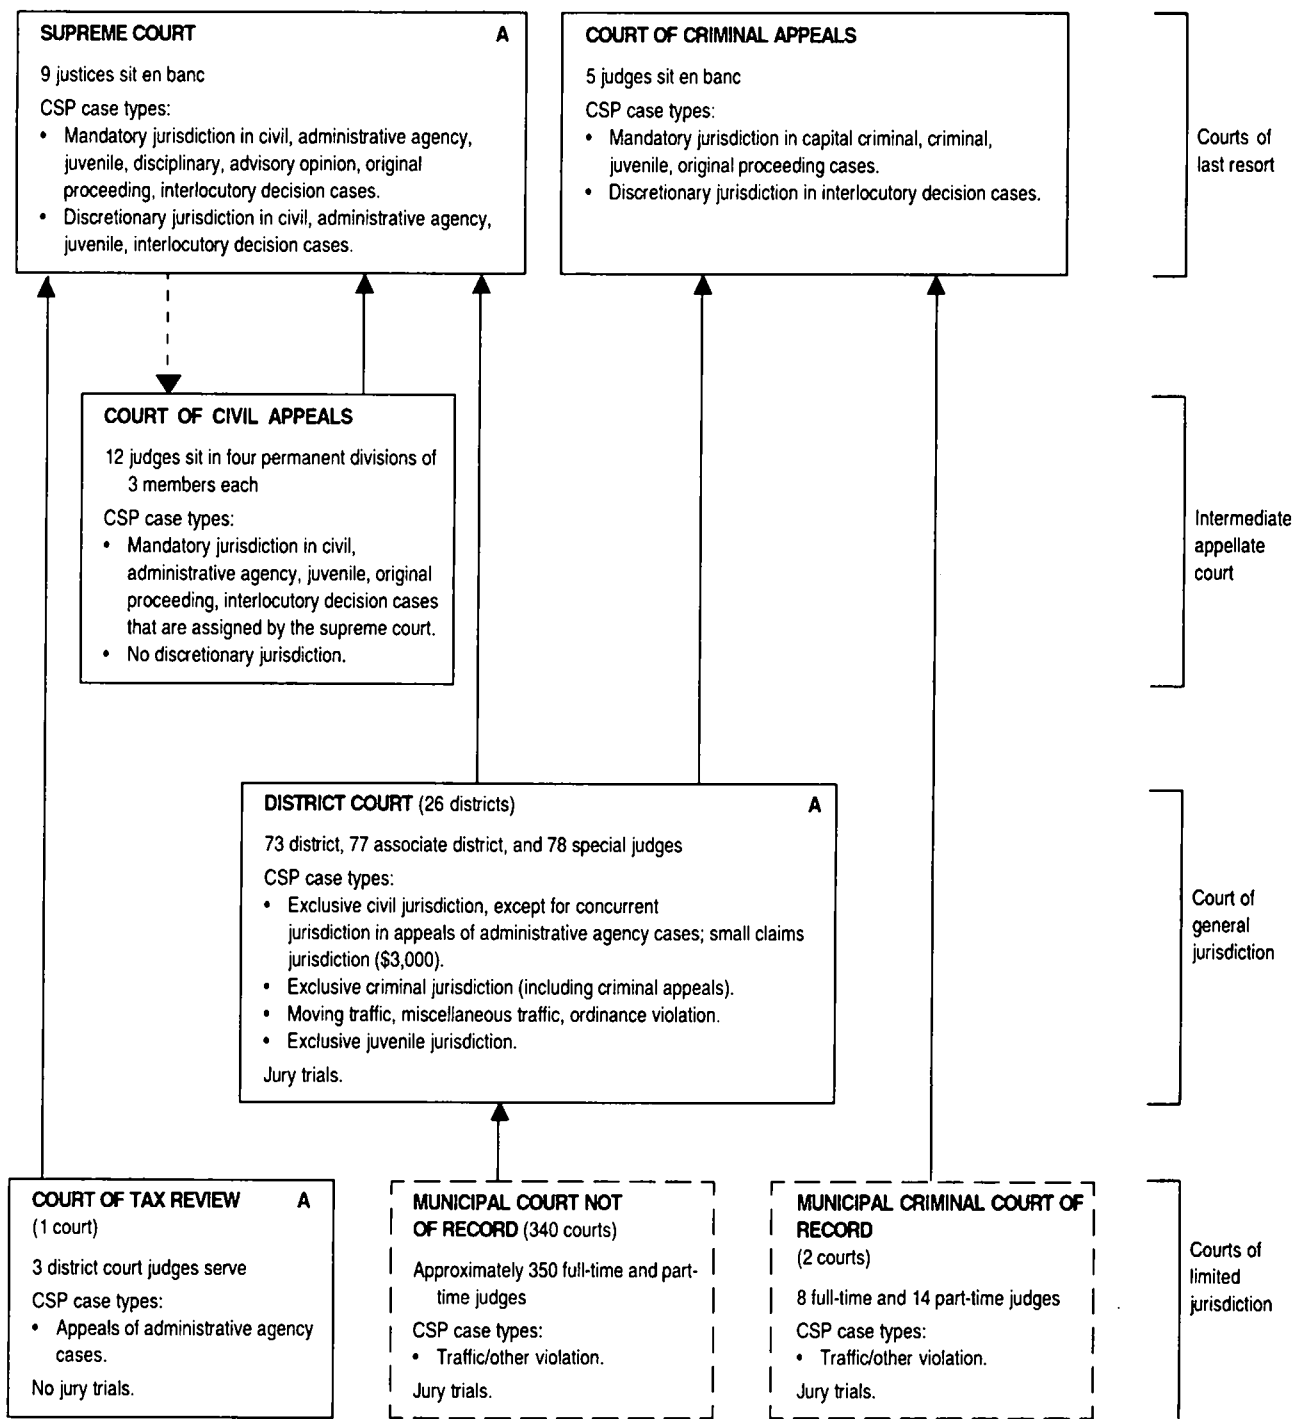 SUPREME COURT A
9 justices sit en banc
CSP case types:
• Mandatory jurisdiction in civil, administrative agency,
juvenile, disciplinary, advisory opinion, original
proceeding, interlocutory decision cases.
• Discretionary jurisdiction in civil, administrative agency,
juvenile, interlocutory decision cases.
COURT OF CRIMINAL APPEALS
5 judges sit en banc
CSP case types:
• Mandatory jurisdiction in capital criminal, criminal,
juvenile, original proceeding cases.
• Discretionary jurisdiction in interlocutory decision cases.
Courts of
last resort
COURT OF CIVIL APPEALS
12 judges sit in four permanent divisions of
3 members each
CSP case types:
• Mandatory jurisdiction in civil,
administrative agency, juvenile, original
proceeding, interlocutory decision cases
that are assigned by the supreme court.
• No discretionary jurisdiction.
Intermediate
appellate
court
DISTRICT COURT (26 districts) A
73 district, 77 associate district, and 78 special judges
CSP case types:
• Exclusive civil jurisdiction, except for concurrent
jurisdiction in appeals of administrative agency cases; small claims
jurisdiction ($3,000).
• Exclusive criminal jurisdiction (including criminal appeals).
• Moving traffic, miscellaneous traffic, ordinance violation.
• Exclusive juvenile jurisdiction.
Jury trials.
Court of
general
jurisdiction
COURT OF TAX REVIEW A
(1 court)
3 district court judges serve
CSP case types:
• Appeals of administrative agency
cases.
No jury trials.
MUNICIPAL COURT NOT
OF RECORD (340 courts)
Approximately 350 full-time and part-
time judges
CSP case types:
• Traffic/other violation.
Jury trials.
MUNICIPAL CRIMINAL COURT OF
RECORD
(2 courts)
8 full-time and 14 part-time judges
CSP case types:
• Traffic/other violation.
Jury trials.
Courts of
limited
jurisdiction